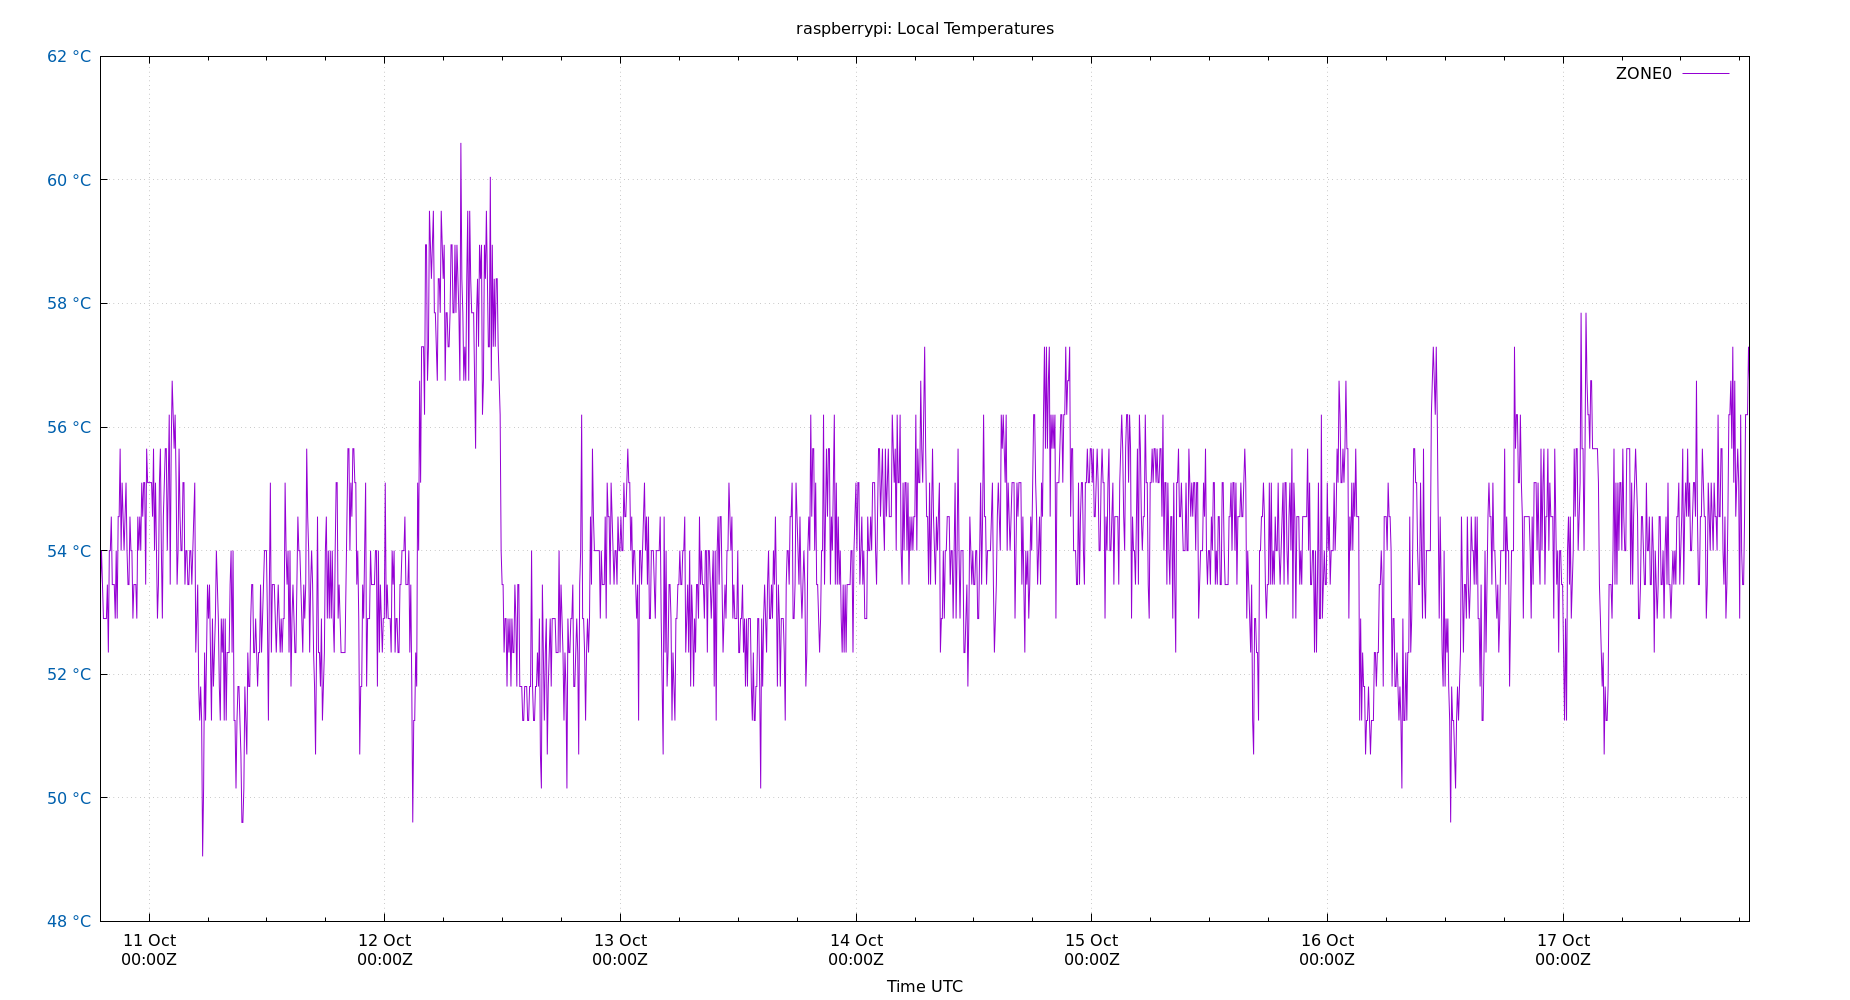 raspberrypi: Local Temperatures
62 °C
ZONE0
60 °C
58 °C
56 °C
54 °C
52 °C
50 °C
48 °C
11 Oct 12 Oct 13 Oct 14 Oct 15 Oct 16 Oct 17 Oct
00:00Z 00:00Z 00:00Z 00:00Z 00:00Z 00:00Z 00:00Z
Time UTC